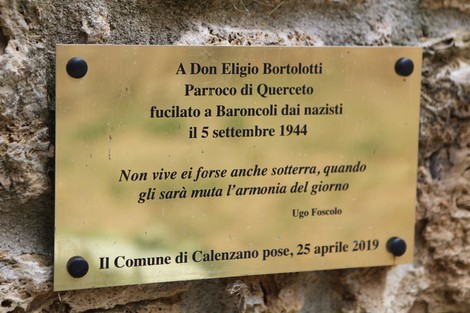 A Don Eligio Bortolotti
Parroco di Querceto
fucilato a Baroncoli dai nazisti
il 5 settembre 1944
Non vive ei forse anche sotterra, quando
gli sarà muta l'armonia del giorno
Ugo Foscolo
Il Comune di Calenzano pose, 25 aprile 2019